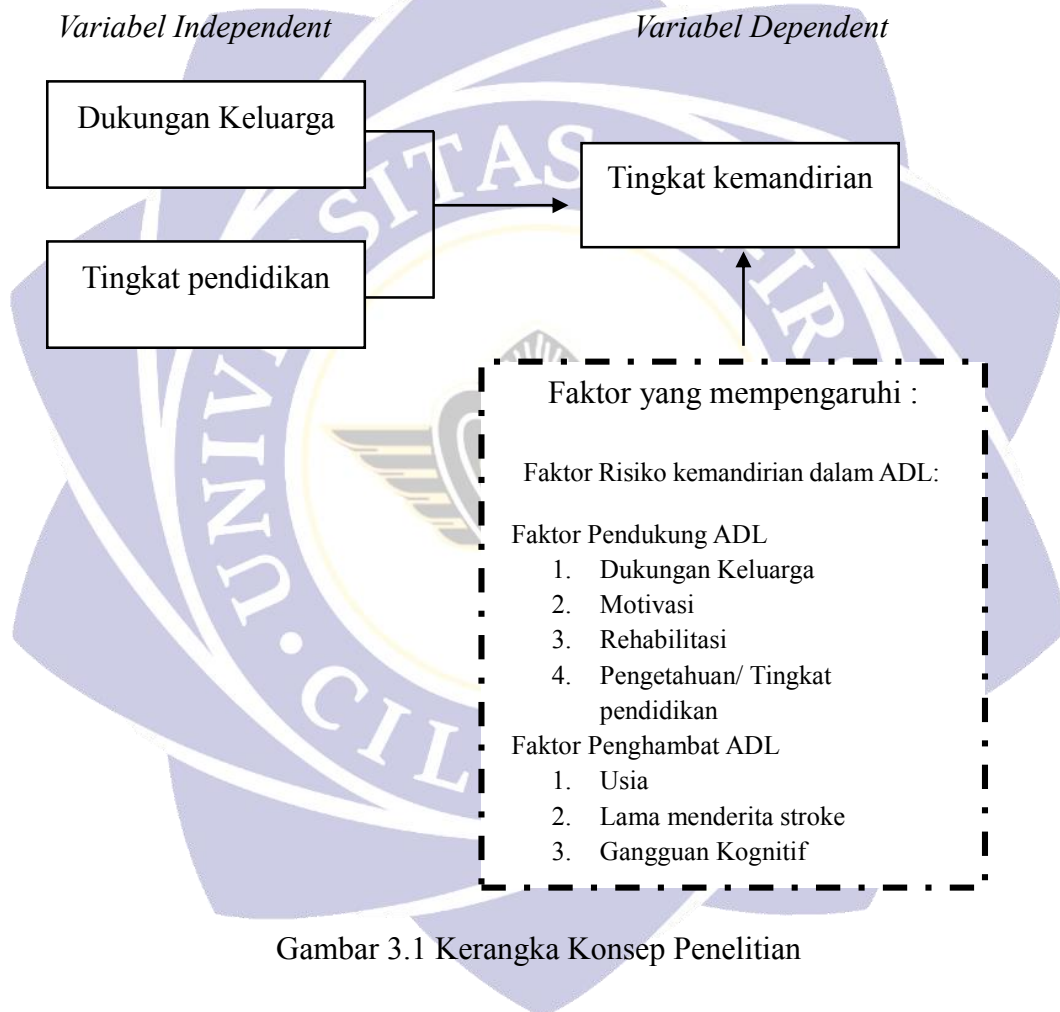 Variabel Independent
Variabel Dependent
Dukungan Keluarga
Tingkat kemandirian
Tingkat pendidikan
Faktor yang mempengaruhi :
Faktor Risiko kemandirian dalam ADL:
Faktor Pendukung ADL
1. Dukungan Keluarga
2. Motivasi
3. Rehabilitasi
4. Pengetahuan/ Tingkat
pendidikan
Faktor Penghambat ADL
1. Usia
2. Lama menderita stroke
3. Gangguan Kognitif
Gambar 3.1 Kerangka Konsep Penelitian